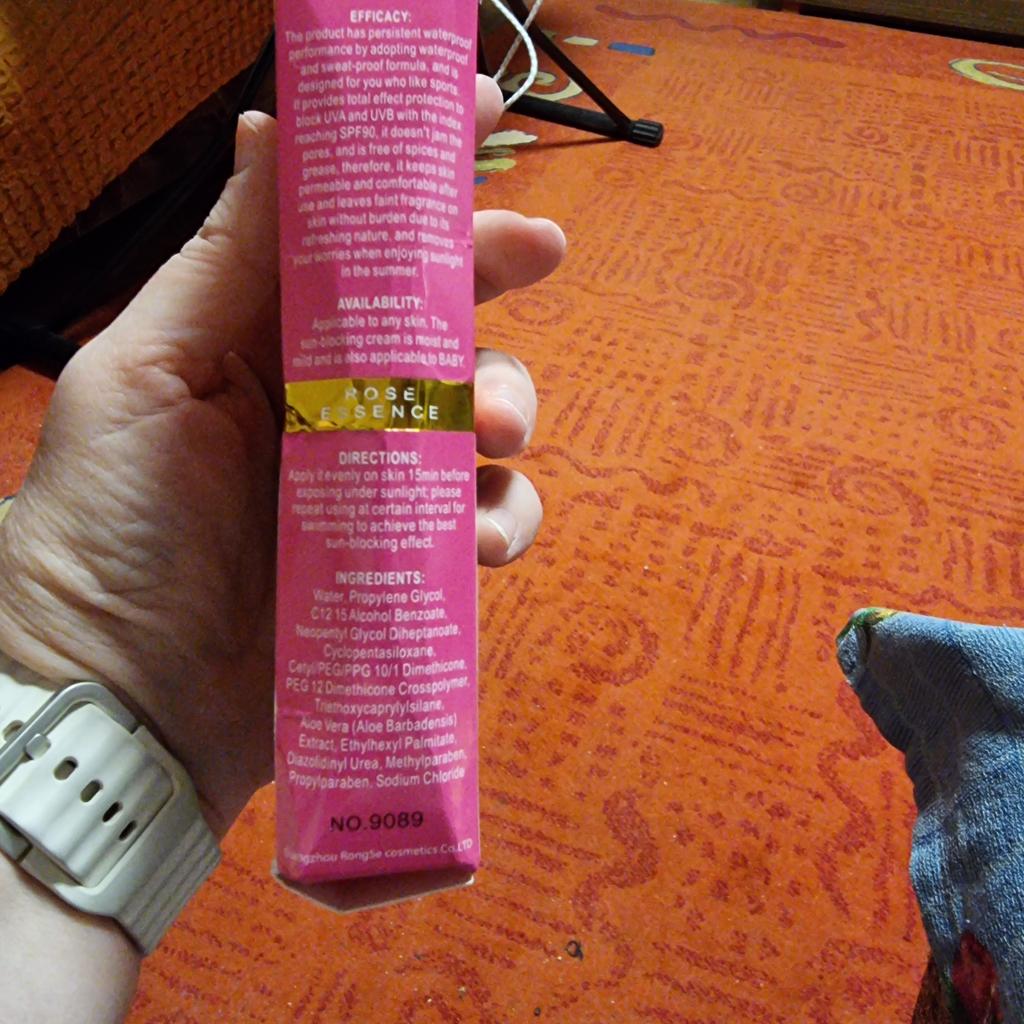 EFFICACY:
The product has persistent waterproof
performance by adopting waterproof
and sweat-proof formula, and is
designed for you who like sports.
It provides total effect protection to
block UVA and UVB with the index
reaching SPF90, it doesn't jam the
pores, and is free of spices and
grease, therefore, it keeps skin
permeable and comfortable after
use and leaves faint fragrance on
skin without burden due to its
refreshing nature, and removes
your worries when enjoying sunlight
in the summer.
AVAILABILITY:
Applicable to any skin. The
sun-blocking cream is moist and
mild and is also applicable to BABY.
ROSE
ESSENCE
DIRECTIONS:
Apply it evenly on skin 15min before
exposing under sunlight; please
repeat using at certain interval for
swimming to achieve the best
sun-blocking effect.
INGREDIENTS:
Water, Propylene Glycol,
C12 15 Alcohol Benzoate,
Neopentyl Glycol Diheptanoate,
Cyclopentasiloxane,
Cetyl/PEG/PPG 10/1 Dimethicone,
PEG 12 Dimethicone Crosspolymer,
Triethoxycaprylylsilane,
Aloe Vera (Aloe Barbadensis)
Extract, Ethylhexyl Palmitate,
Diazolidinyl Urea, Methylparaben,
Propylparaben, Sodium Chloride
NO.9089
Guangzhou RongSe cosmetics Co.,LTD